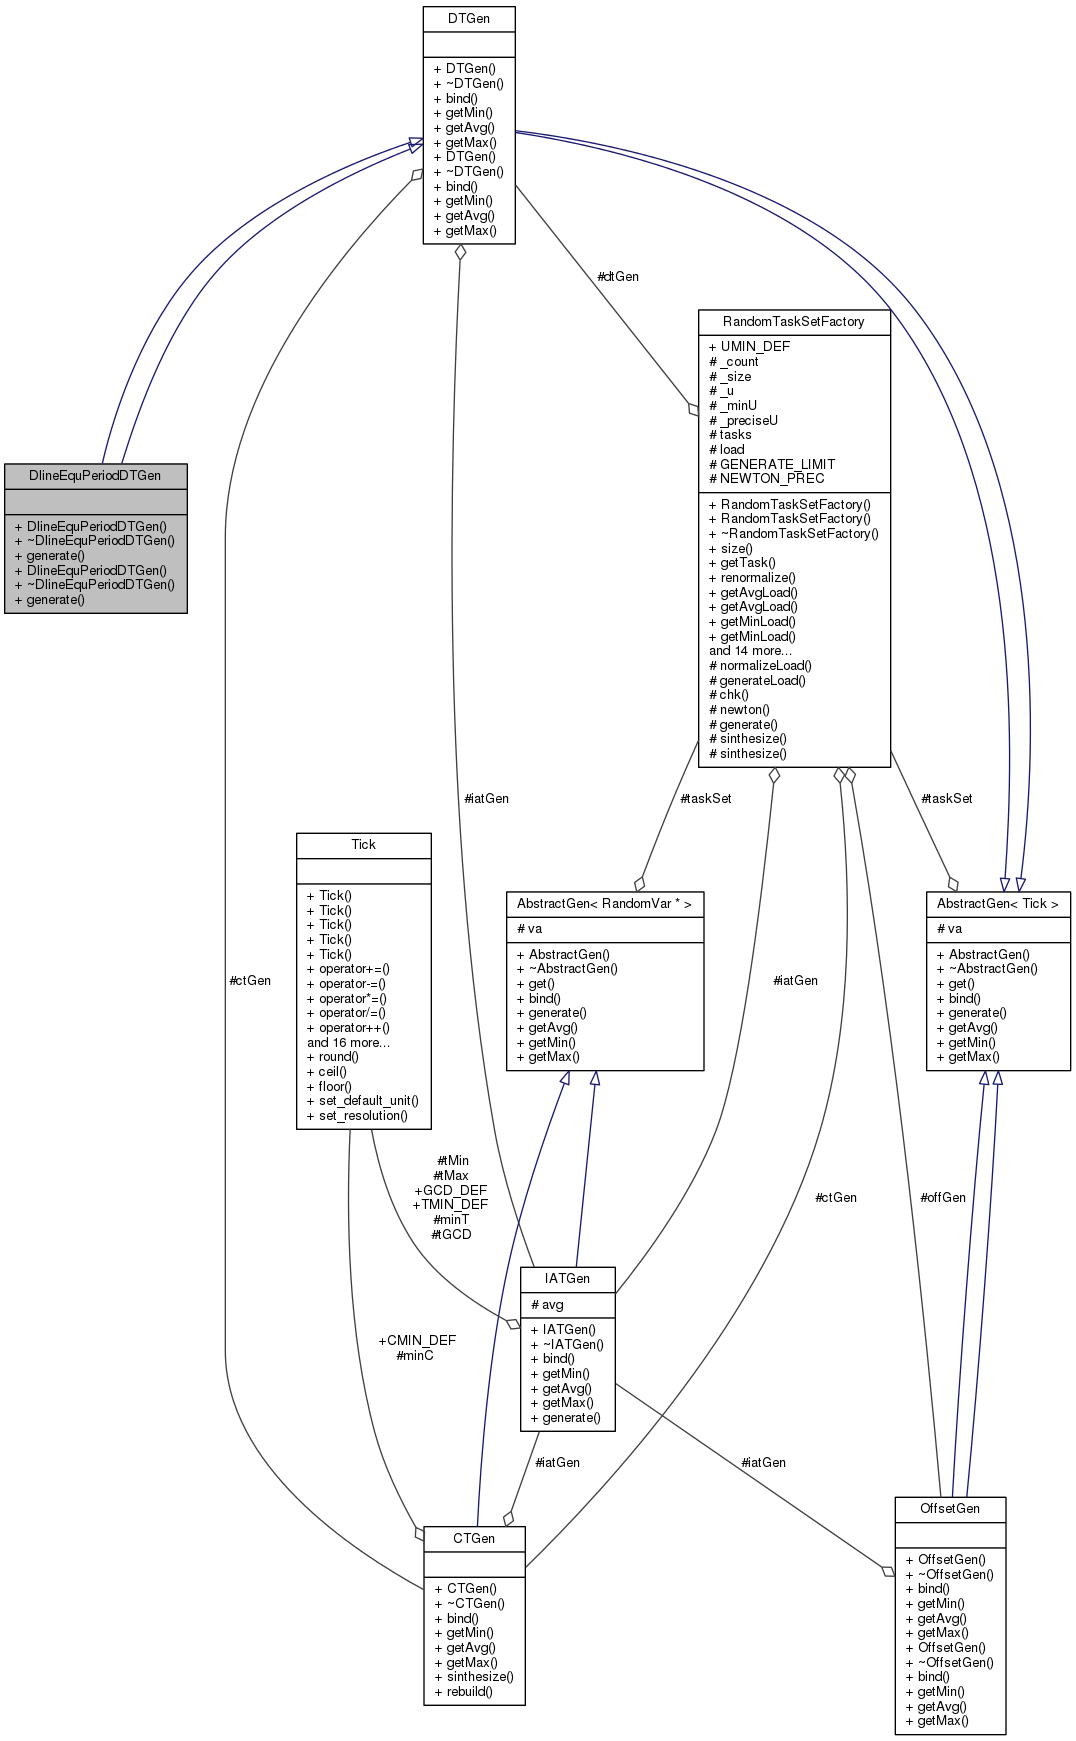 DTGen
+ DTGen()
+ ~DTGen()
+ bind()
+ getMin()
+ getAvg()
+ getMax()
+ DTGen()
+ ~DTGen()
+ bind()
+ getMin()
+ getAvg()
+ getMax()
#dtGen
RandomTaskSetFactory
+ UMIN_DEF
# _count
# _size
# _u
# _minU
# _preciseU
# tasks
# load
# GENERATE_LIMIT
# NEWTON_PREC
+ RandomTaskSetFactory()
+ RandomTaskSetFactory()
+ ~RandomTaskSetFactory()
+ size()
+ getTask()
+ renormalize()
+ getAvgLoad()
+ getAvgLoad()
+ getMinLoad()
+ getMinLoad()
and 14 more...
# normalizeLoad()
# generateLoad()
# chk()
# newton()
# generate()
# sinthesize()
# sinthesize()
DlineEquPeriodDTGen
+ DlineEquPeriodDTGen()
+ ~DlineEquPeriodDTGen()
+ generate()
+ DlineEquPeriodDTGen()
+ ~DlineEquPeriodDTGen()
+ generate()
#iatGen
#taskSet
#taskSet
Tick
+ Tick()
+ Tick()
+ Tick()
+ Tick()
+ Tick()
+ operator+=()
+ operator-=()
+ operator*=()
+ operator/=()
+ operator++()
and 16 more...
+ round()
+ ceil()
+ floor()
+ set_default_unit()
+ set_resolution()
AbstractGen< RandomVar * >
# va
+ AbstractGen()
+ ~AbstractGen()
+ get()
+ bind()
+ generate()
+ getAvg()
+ getMin()
+ getMax()
AbstractGen< Tick >
# va
+ AbstractGen()
+ ~AbstractGen()
+ get()
+ bind()
+ generate()
+ getAvg()
+ getMin()
+ getMax()
#ctGen
#iatGen
#tMin
#tMax
+GCD_DEF
+TMIN_DEF
#minT
#tGCD
#ctGen
#offGen
IATGen
# avg
+ IATGen()
+ ~IATGen()
+ bind()
+ getMin()
+ getAvg()
+ getMax()
+ generate()
+CMIN_DEF
#minC
#iatGen
#iatGen
CTGen
+ CTGen()
+ ~CTGen()
+ bind()
+ getMin()
+ getAvg()
+ getMax()
+ sinthesize()
+ rebuild()
OffsetGen
+ OffsetGen()
+ ~OffsetGen()
+ bind()
+ getMin()
+ getAvg()
+ getMax()
+ OffsetGen()
+ ~OffsetGen()
+ bind()
+ getMin()
+ getAvg()
+ getMax()